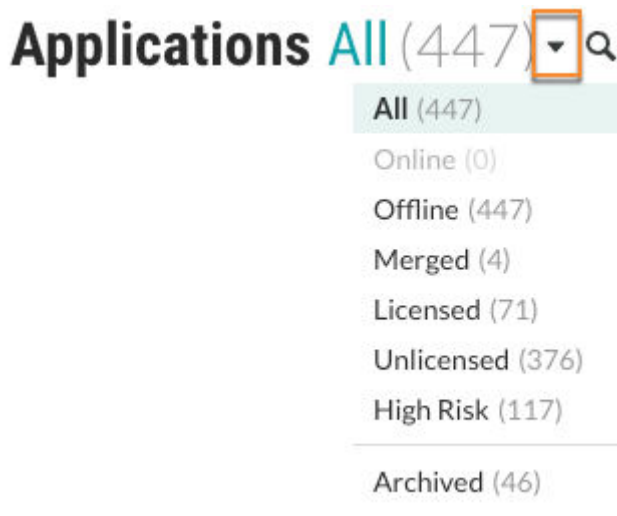 Applications All (447)
All (447)
Online (0)
Offline (447)
Merged (4)
Licensed (71)
Unlicensed (376)
High Risk (117)
Archived (46)